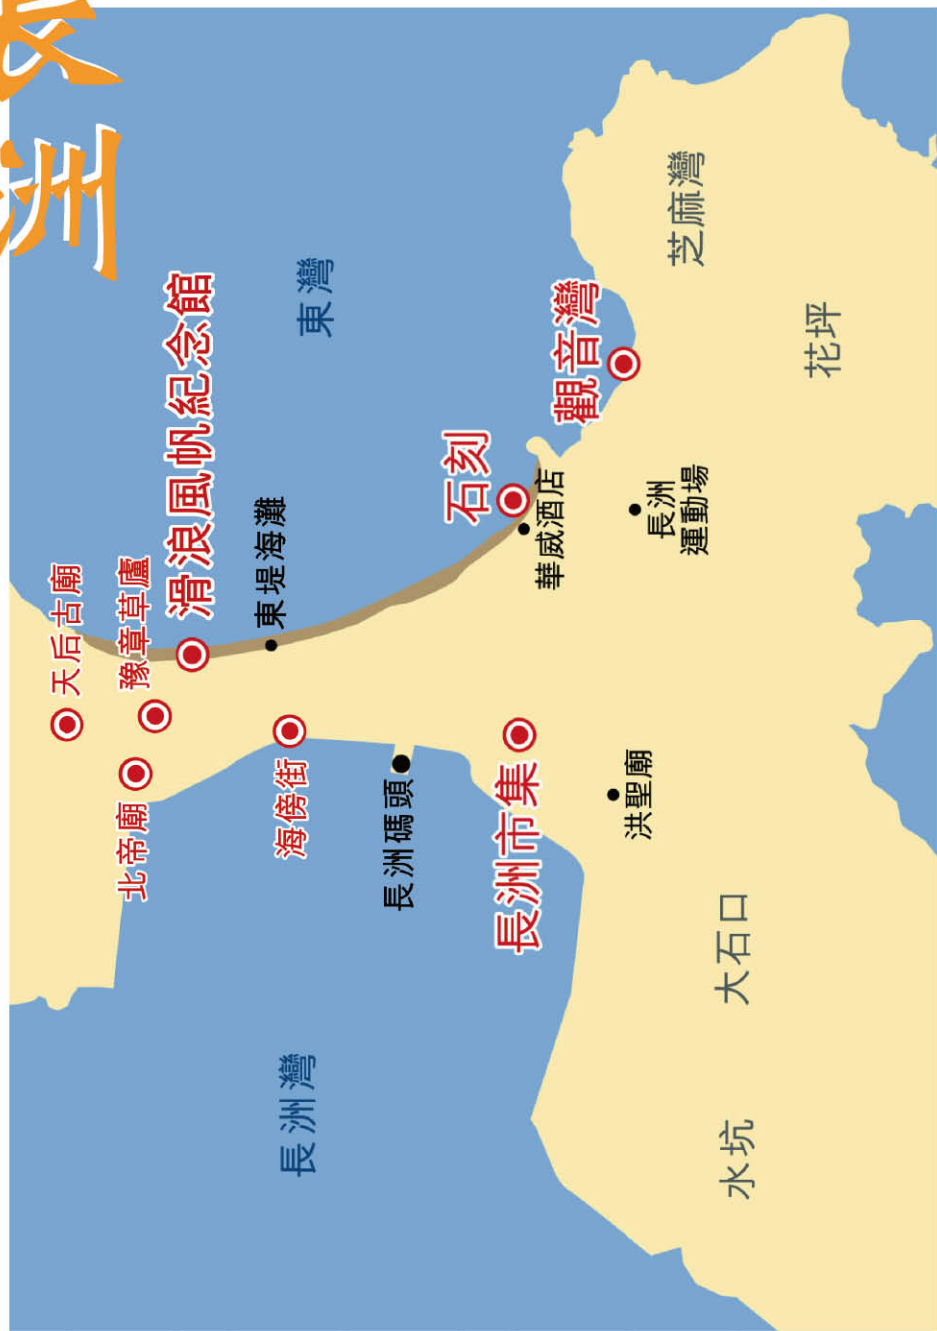 長洲
天后古廟
豫章草廬
滑浪風帆紀念館
北帝廟
東灣
東堤海灘
海傍街
長洲灣
長洲碼頭
石刻
華威酒店
觀音灣
長洲市集
長洲
運動場
洪聖廟
芝麻灣
花坪
大石口
水坑